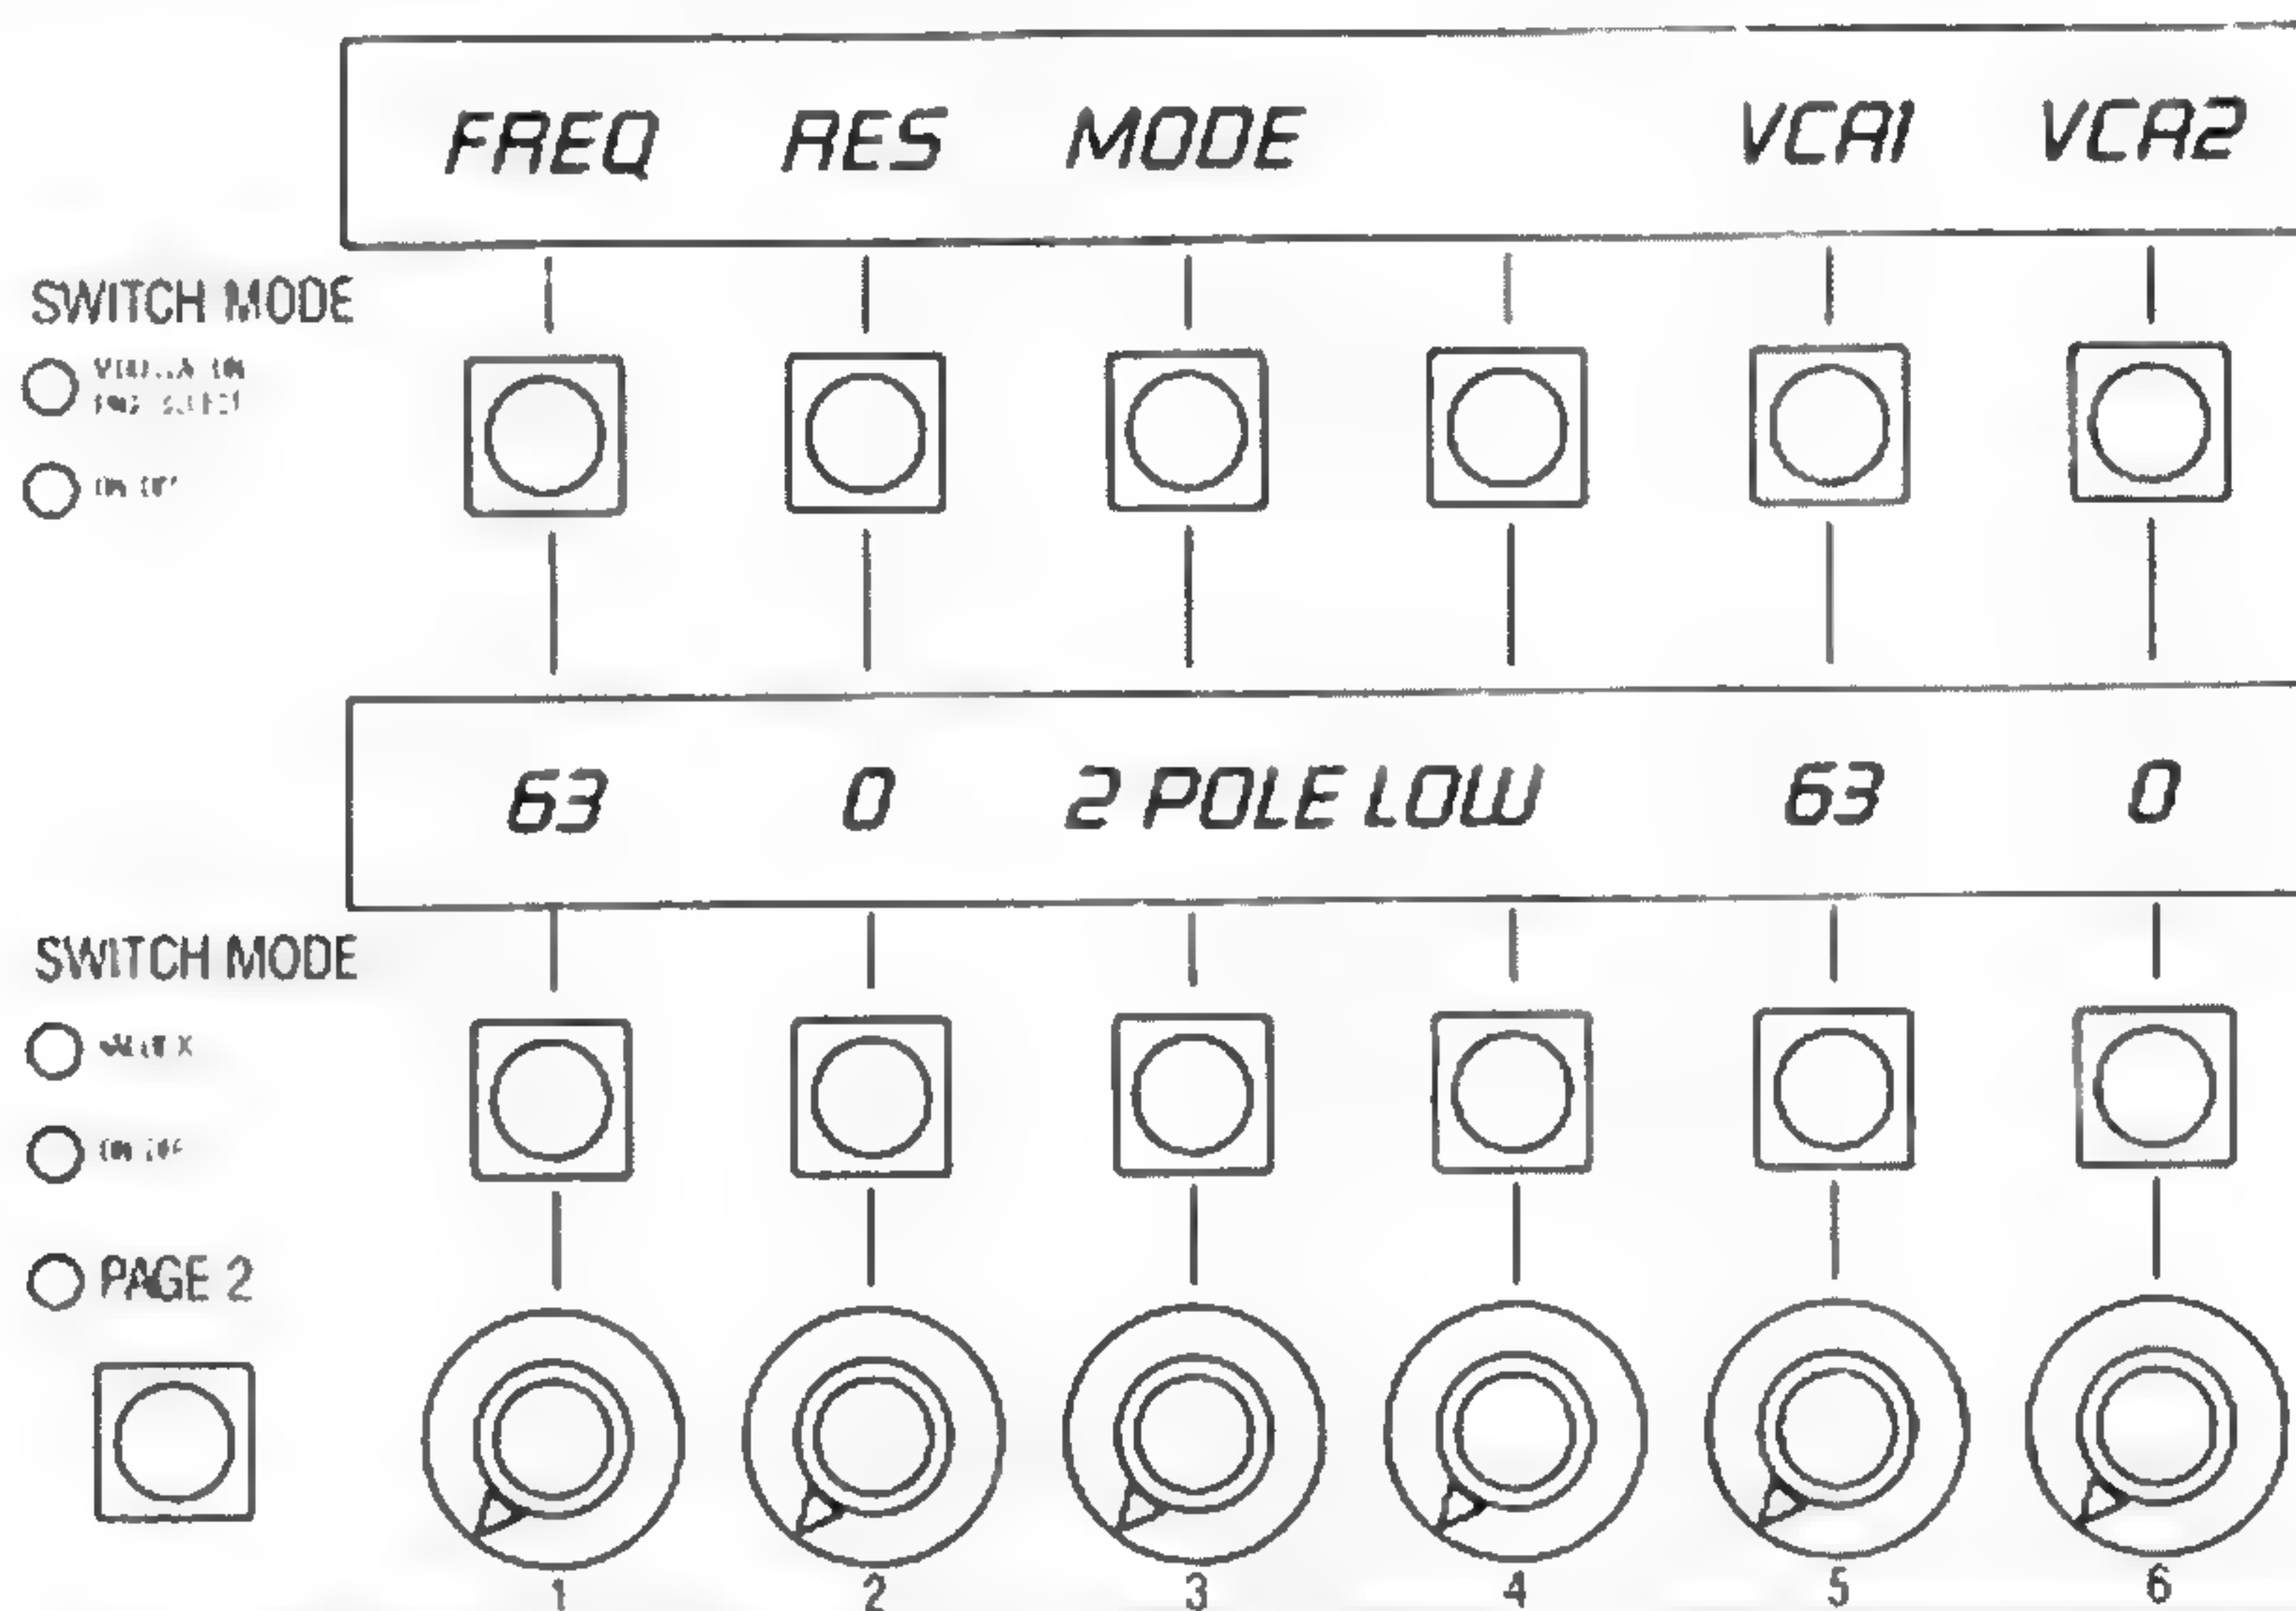 FREQ RES MODE VCA1 VCA2
SWITCH MODE
63 0 2 POLE LOW 63 0
SWITCH MODE
PAGE 2
1 2 3 4 5 6